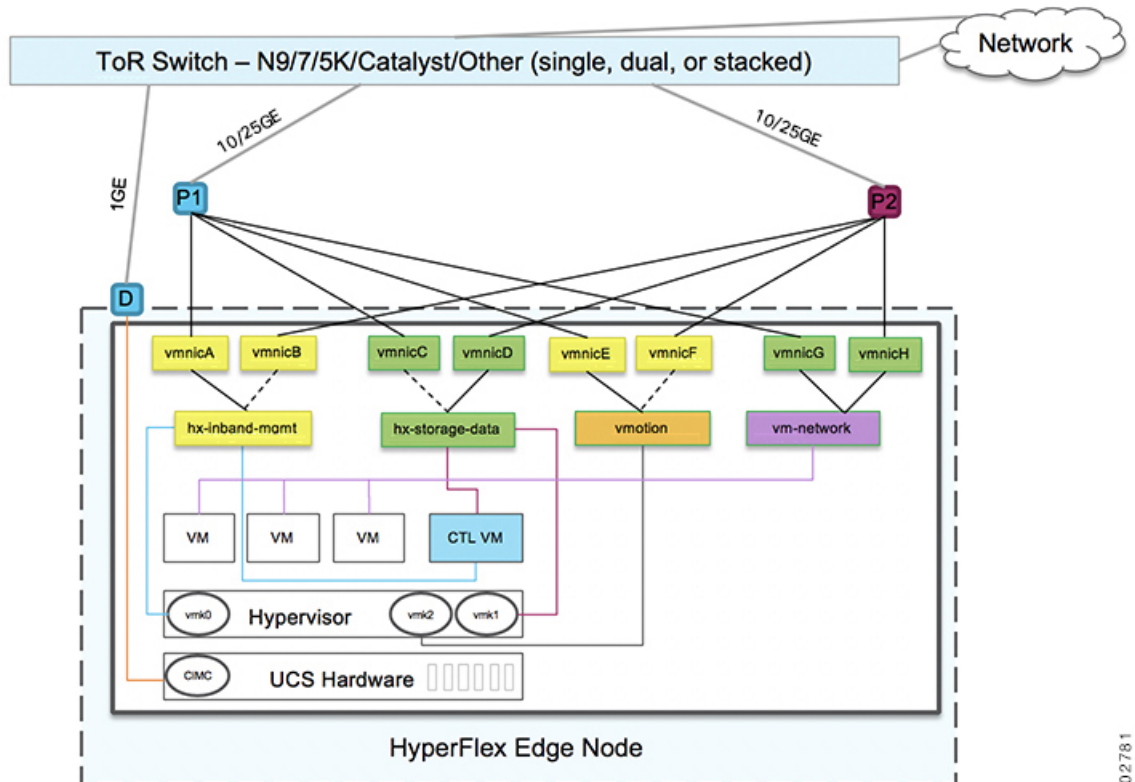 Network
ToR Switch – N9/7/5K/Catalyst/Other (single, dual, or stacked)
10/25GE
10/25GE
1GE
P1
P2
D
vmnicA
vmnicB
vmnicC
vmnicD
vmnicE
vmnicF
vmnicG
vmnicH
hx-inband-mgmt
hx-storage-data
vmotion
vm-network
VM
VM
VM
CTL VM
vmk0
Hypervisor
vmk2
vmk1
CIMC
UCS Hardware
HyperFlex Edge Node
02781